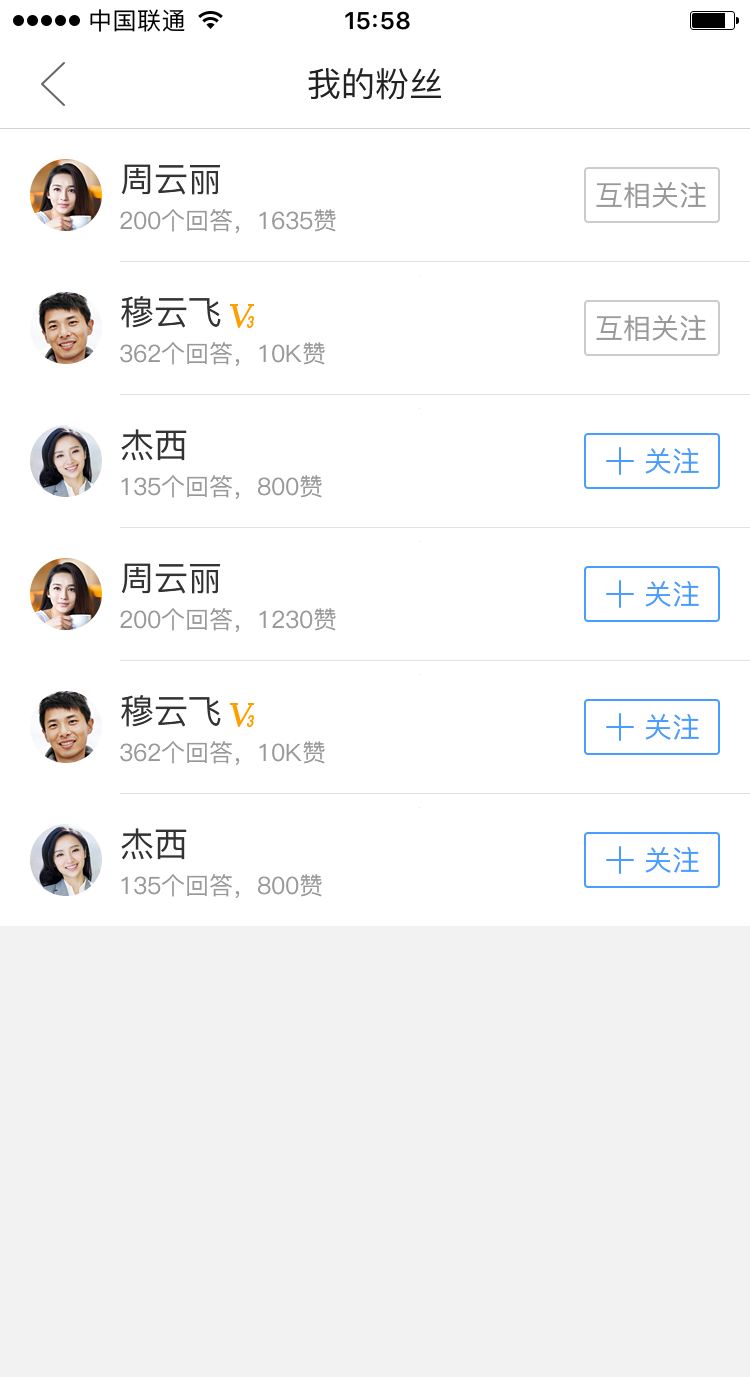 中国联通 15:58
我的粉丝
周云丽
200个回答，1635赞
互相关注
穆云飞 V3
362个回答，10K赞
互相关注
杰西
135个回答，800赞
关注
周云丽
200个回答，1230赞
关注
穆云飞 V3
362个回答，10K赞
关注
杰西
135个回答，800赞
关注